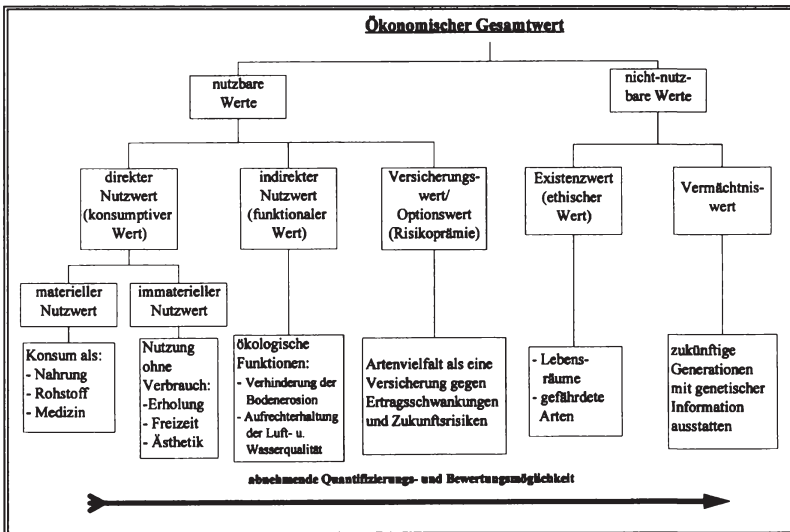 Ökonomischer Gesamtwert
nutzbare
Werte
nicht-nutz-
bare Werte
direkter
Nutzwert
(konsumptiver
Wert)
indirekter
Nutzwert
(funktionaler
Wert)
Versicherungs-
wert/
Optionswert
(Risikoprämie)
Existenzwert
(ethischer
Wert)
Vermächtnis-
wert
materieller
Nutzwert
immaterieller
Nutzwert
Konsum als:
- Nahrung
- Rohstoff
- Medizin
Nutzung
ohne
Verbrauch:
-Erholung
- Freizeit
- Ästhetik
ökologische
Funktionen:
- Verhinderung der
Bodenerosion
- Aufrechterhaltung
der Luft- u.
Wasserqualität
Artenvielfalt als eine
Versicherung gegen
Ertragsschwankungen
und Zukunftsrisiken
- Lebens-
räume
- gefährdete
Arten
zukünftige
Generationen
mit genetischer
Information
ausstatten
abnehmende Quantifizierungs- und Bewertungsmöglichkeit